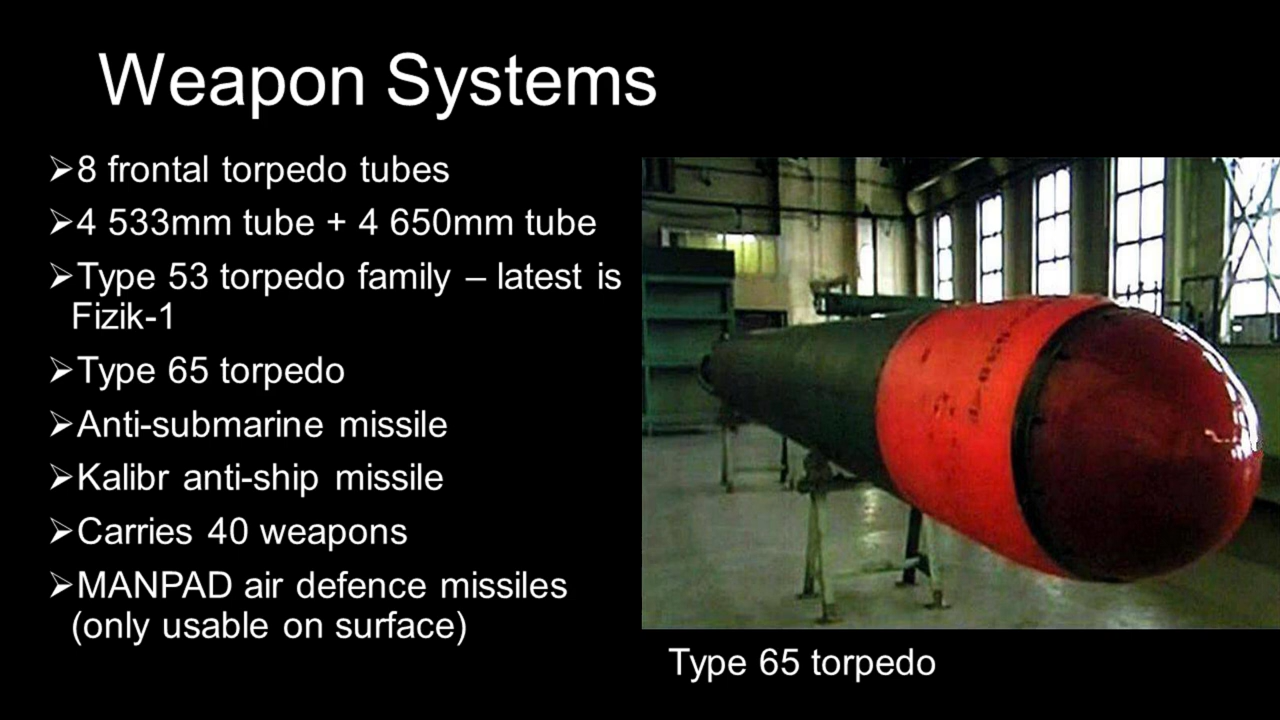 Weapon Systems
➢8 frontal torpedo tubes
➢4 533mm tube + 4 650mm tube
➢Type 53 torpedo family – latest is
Fizik-1
➢Type 65 torpedo
➢Anti-submarine missile
➢Kalibr anti-ship missile
➢Carries 40 weapons
➢MANPAD air defence missiles
(only usable on surface)
Type 65 torpedo